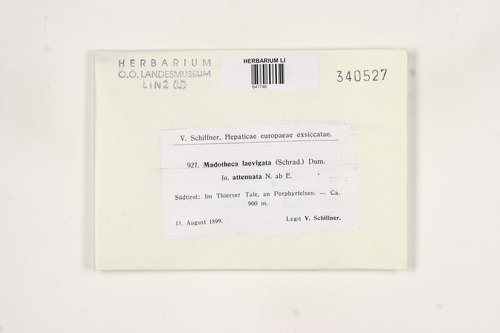 HERBARIUM
O.Ö. LANDESMUSEUM
LINZ (LI)
HERBARIUM LI
641746
340527
V. Schiffner, Hepaticae europaeae exsiccatae.
927. Madotheca laevigata (Schrad.) Dum.
fo. attenuata N. ab E.
Südtirol: Im Thierser Tale, an Porphyrfelsen. — Ca.
900 m.
11. August 1899.
Legit V. Schiffner.